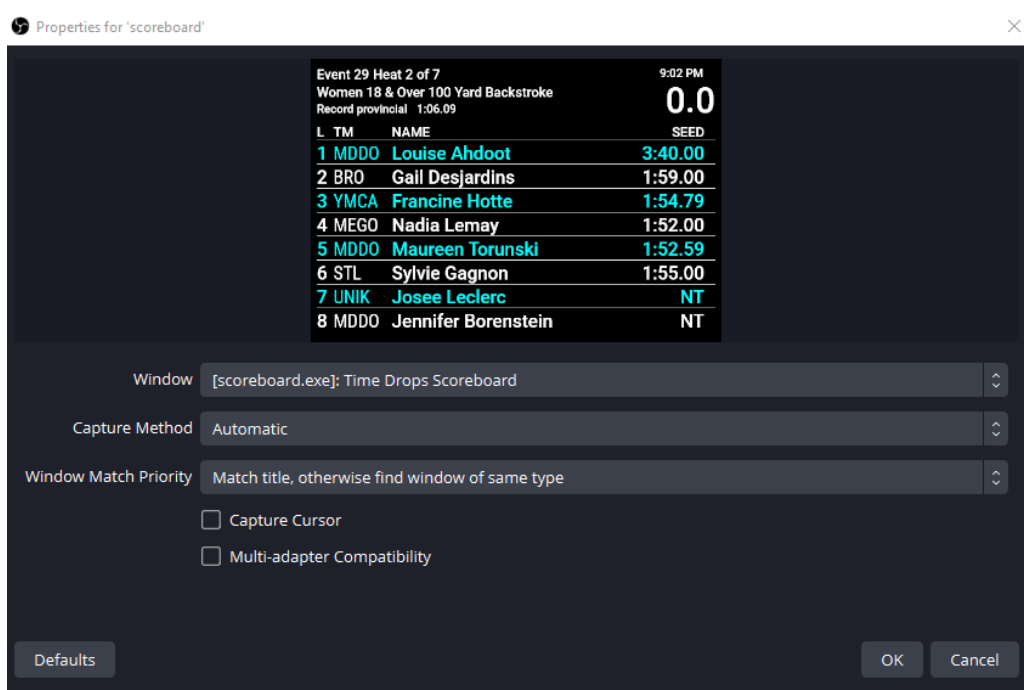 Properties for 'scoreboard'
Event 29 Heat 2 of 7 9:02 PM
Women 18 & Over 100 Yard Backstroke 0.0
Record provincial 1:06.09
L TM NAME SEED
1 MDDO Louise Ahdoot 3:40.00
2 BRO Gail Desjardins 1:59.00
3 YMCA Francine Hotte 1:54.79
4 MEGO Nadia Lemay 1:52.00
5 MDDO Maureen Torunski 1:52.59
6 STL Sylvie Gagnon 1:55.00
7 UNIK Josee Leclerc NT
8 MDDO Jennifer Borenstein NT
Window [scoreboard.exe]: Time Drops Scoreboard
Capture Method Automatic
Window Match Priority Match title, otherwise find window of same type
Capture Cursor
Multi-adapter Compatibility
Defaults OK Cancel